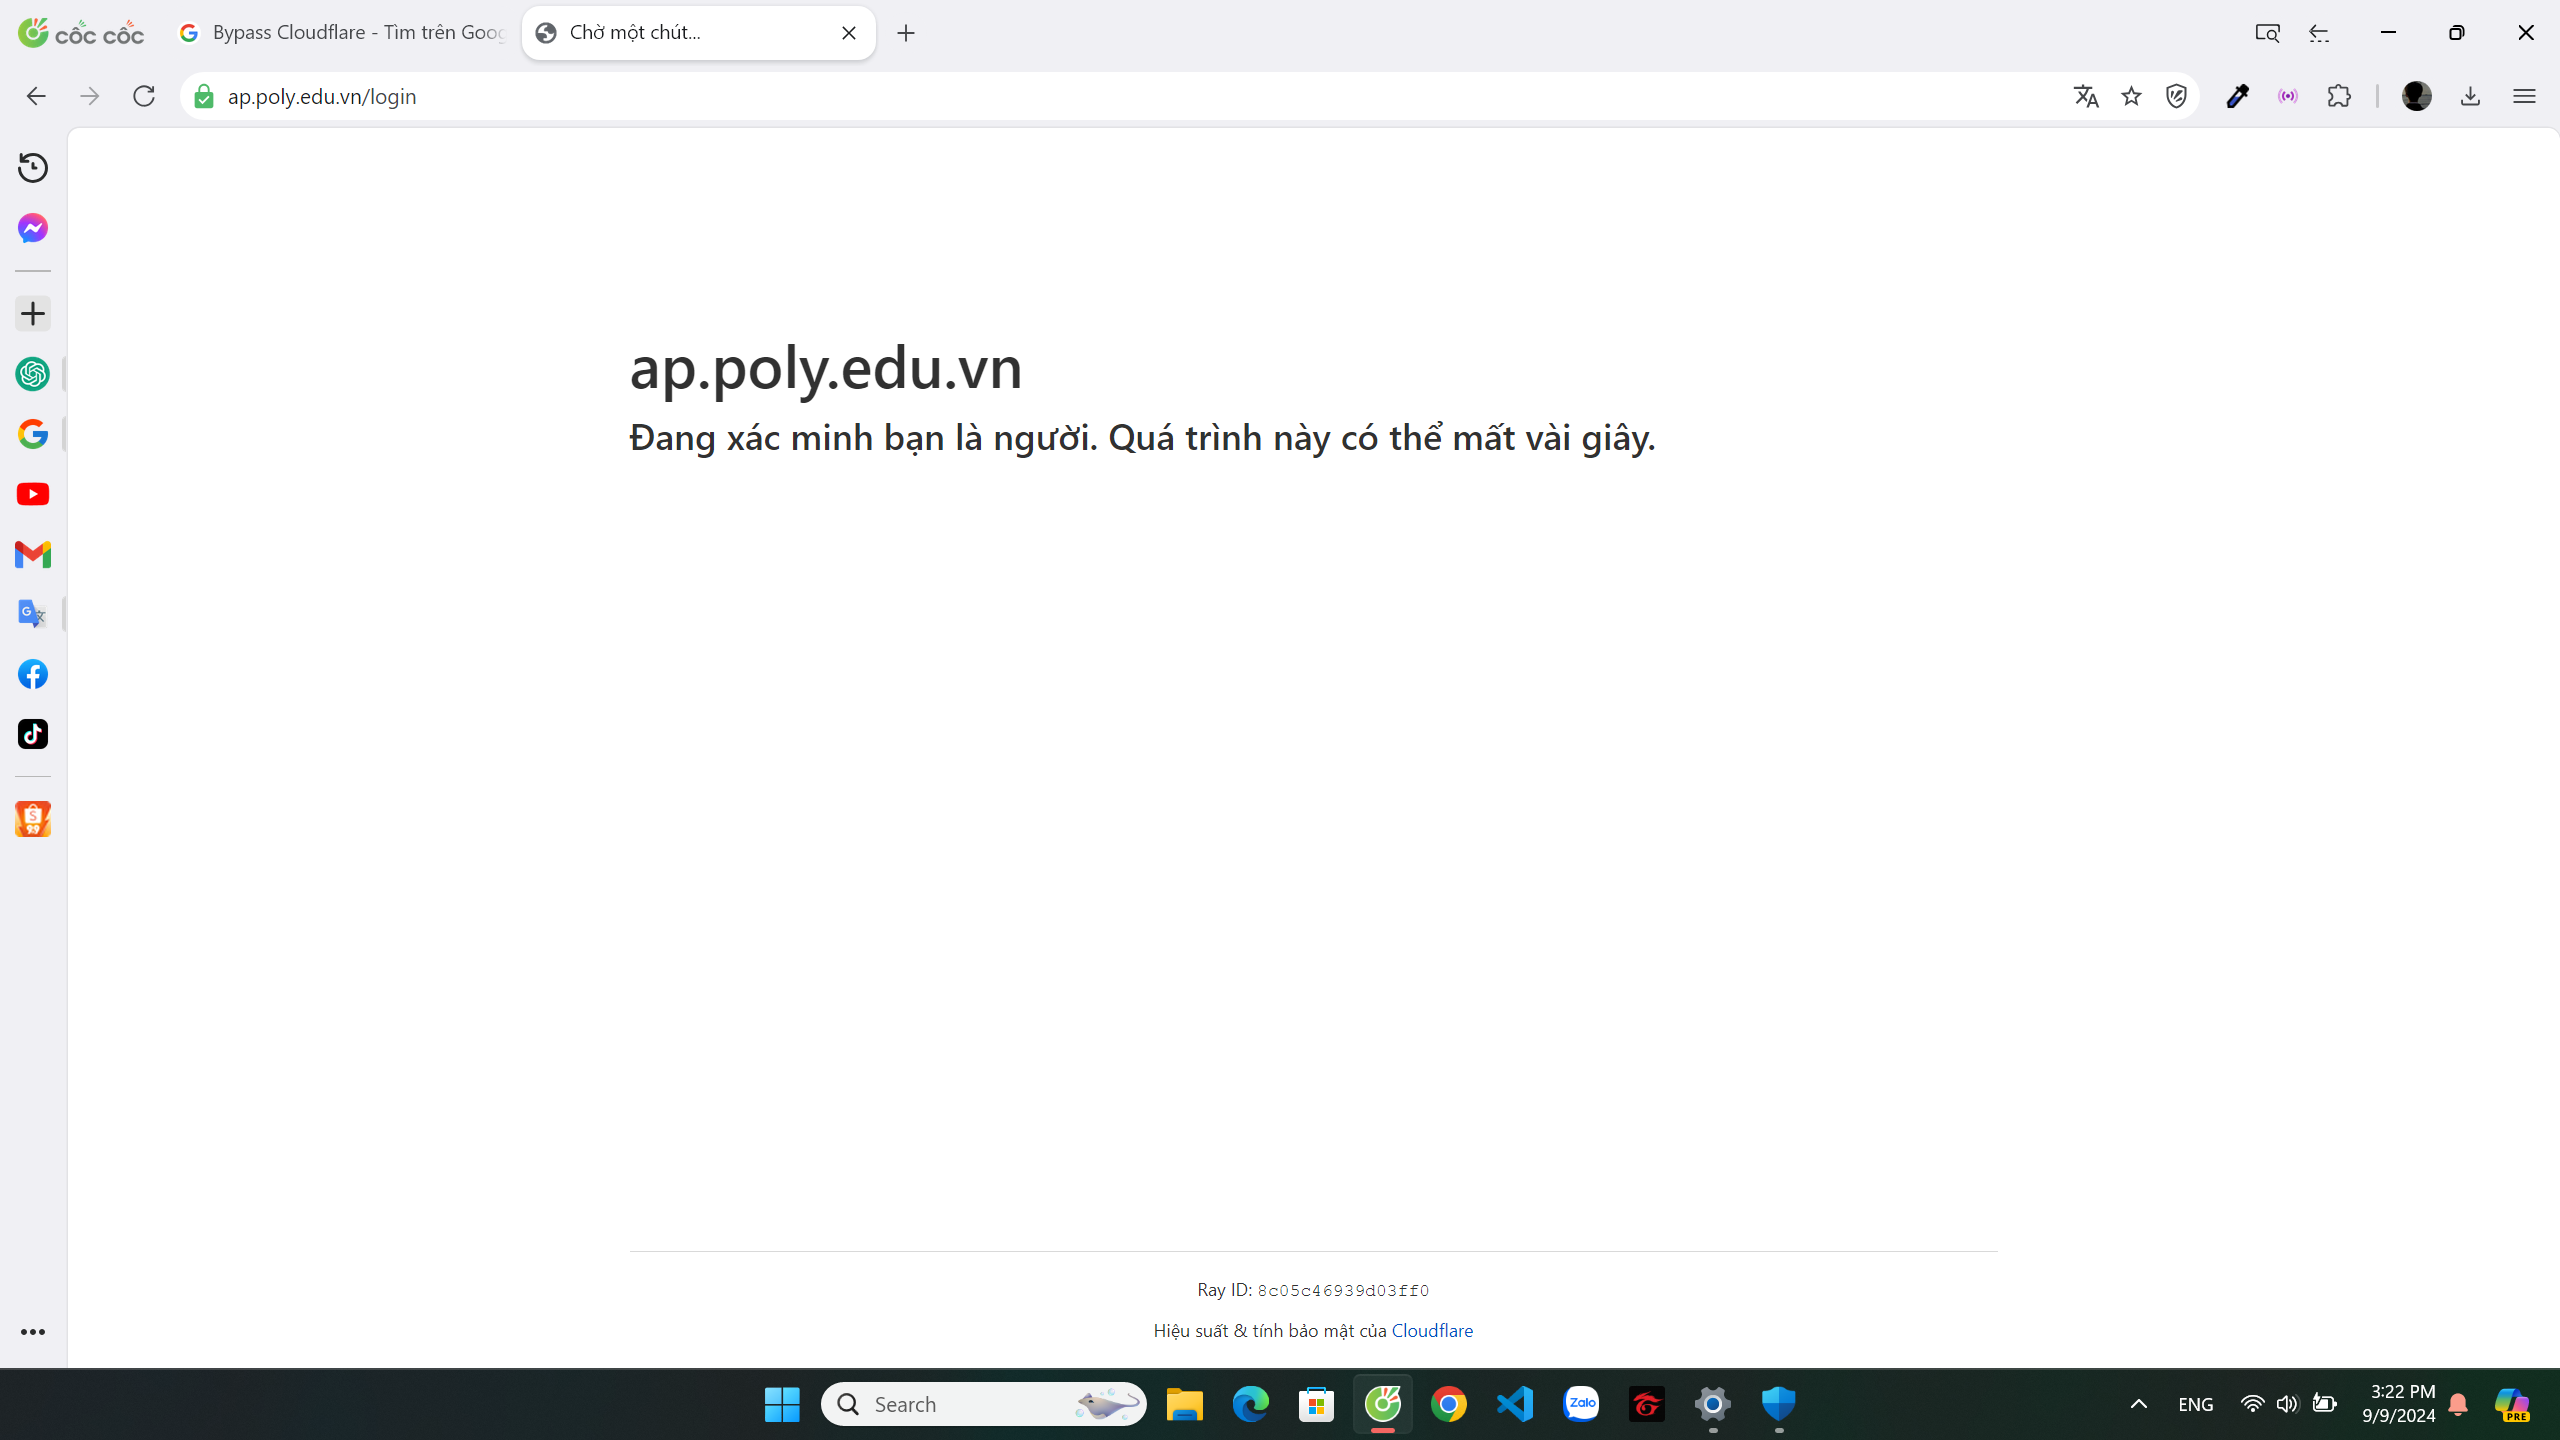 cốc cốc
Bypass Cloudflare - Tìm trên Goog
Chờ một chút...
ap.poly.edu.vn/login
ap.poly.edu.vn
Đang xác minh bạn là người. Quá trình này có thể mất vài giây.
Ray ID: 8c05c46939d03ff0
Hiệu suất & tính bảo mật của Cloudflare
Search
Zalo
ENG
3:22 PM
9/9/2024
PRE